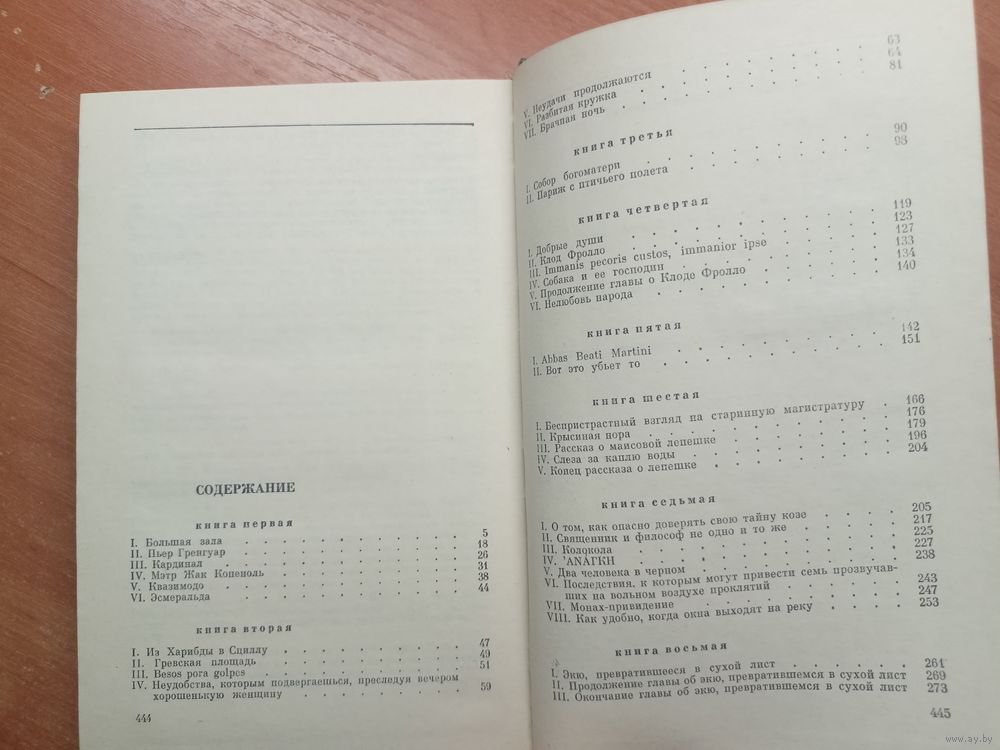 СОДЕРЖАНИЕ
книга первая
I. Большая зала . . . . . . . . . . 5
II. Пьер Гренгуар . . . . . . . . . . 18
III. Кардинал . . . . . . . . . . 26
IV. Мэтр Жак Копеноль . . . . . . . . . . 31
V. Квазимодо . . . . . . . . . . 38
VI. Эсмеральда . . . . . . . . . . 44
книга вторая
I. Из Харибды в Сциллу . . . . . . . . . . 47
II. Гревская площадь . . . . . . . . . . 49
III. Besos pora golpes . . . . . . . . . . 51
IV. Неудобства, которым подвергаешься, преследуя вечером
хорошенькую женщину . . . . . . . . . . 59
444
V. Неудачи продолжаются . . . . . . 63
VI. Разбитая кружка . . . . . . 64
VII. Брачная ночь . . . . . . 81
книга третья
I. Собор богоматери . . . . . . 90
II. Париж с птичьего полета . . . . . . 93
книга четвертая
I. Добрые души . . . . . . 119
II. Клод Фролло . . . . . . 123
III. Immanis pecoris custos, immanior ipse . . . . . . 127
IV. Собака и ее господин . . . . . . 133
V. Продолжение главы о Клоде Фролло . . . . . . 134
VI. Нелюбовь народа . . . . . . 140
книга пятая
I. Abbas Beati Martini . . . . . . 142
II. Вот это убьет то . . . . . . 151
книга шестая
I. Беспристрастный взгляд на старинную магистратуру . 166
II. Крысиная нора . . . . . . 176
III. Рассказ о маисовой лепешке . . . . . . 179
IV. Слеза за каплю воды . . . . . . 196
V. Конец рассказа о лепешке . . . . . . 204
книга седьмая
I. О том, как опасно доверять свою тайну козе . . . . 205
II. Священник и философ не одно и то же . . . . 217
III. Колокола . . . . . . 225
IV. 'ΑΝΑΓΚΗ . . . . . . 227
V. Два человека в черном . . . . . . 238
VI. Последствия, к которым могут привести семь прозвучав-
ших на вольном воздухе проклятий . . . . 243
VII. Монах-привидение . . . . . . 247
VIII. Как удобно, когда окна выходят на реку . . . . 253
книга восьмая
I. Экю, превратившееся в сухой лист . . . . . 261
II. Продолжение главы об экю, превратившемся в сухой лист 269
III. Окончание главы об экю, превратившемся в сухой лист 273
445
www.ay.by